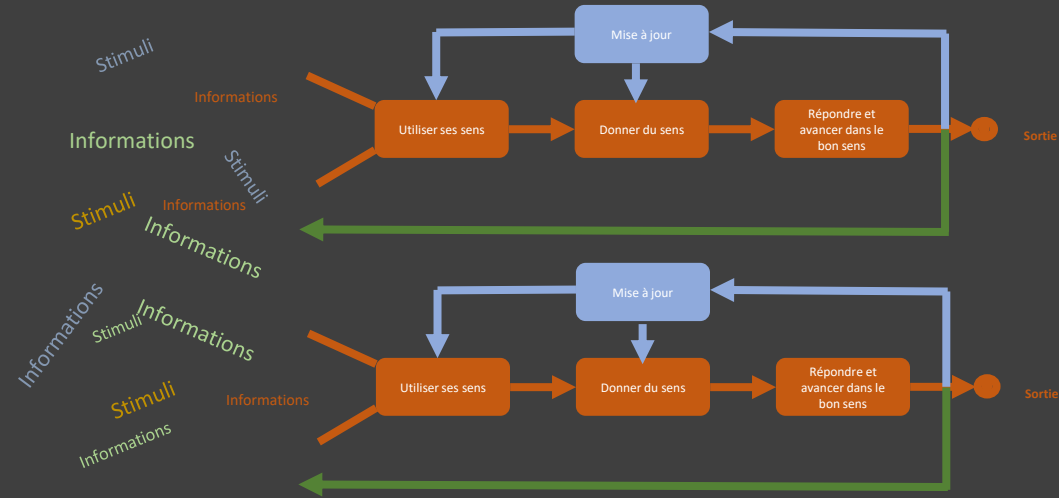 Mise à jour
Stimuli
Informations
Utiliser ses sens
Donner du sens
Répondre et
avancer dans le
bon sens
Sortie
Informations
Stimuli
Stimuli
Informations
Informations
Mise à jour
Informations
Stimuli
Informations
Utiliser ses sens
Donner du sens
Répondre et
avancer dans le
bon sens
Sortie
Stimuli
Informations
Informations